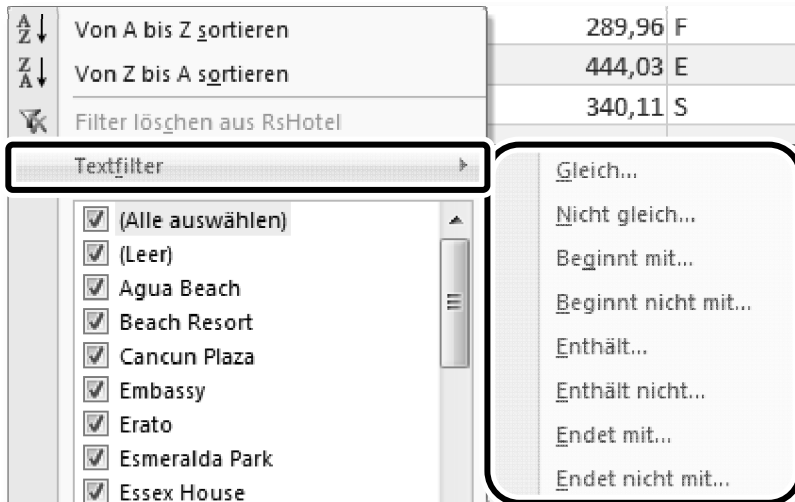 Von A bis Z sortieren
Von Z bis A sortieren
Filter löschen aus RsHotel
Textfilter
(Alle auswählen)
(Leer)
Agua Beach
Beach Resort
Cancun Plaza
Embassy
Erato
Esmeralda Park
Essex House
289,96 F
444,03 E
340,11 S
Gleich...
Nicht gleich...
Beginnt mit...
Beginnt nicht mit...
Enthält...
Enthält nicht...
Endet mit...
Endet nicht mit...